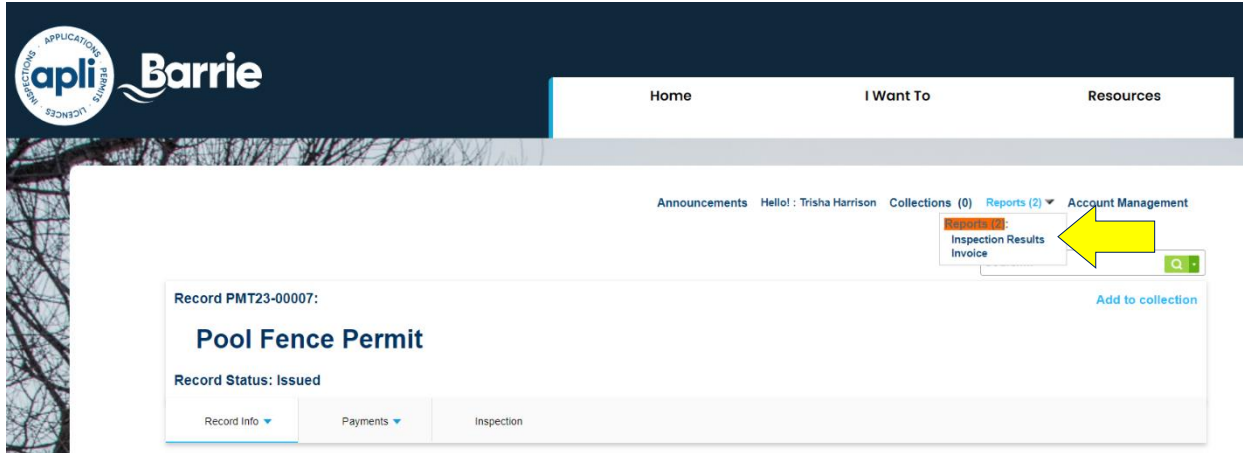 APPLICATIONS · PERMITS · LICENCES · INSPECTIONS ·
apli
Barrie
Home I Want To Resources
Announcements Hello! : Trisha Harrison Collections (0) Reports (2) Account Management
Reports (2):
Inspection Results
Invoice
Record PMT23-00007:
Add to collection
Pool Fence Permit
Record Status: Issued
Record Info Payments Inspection